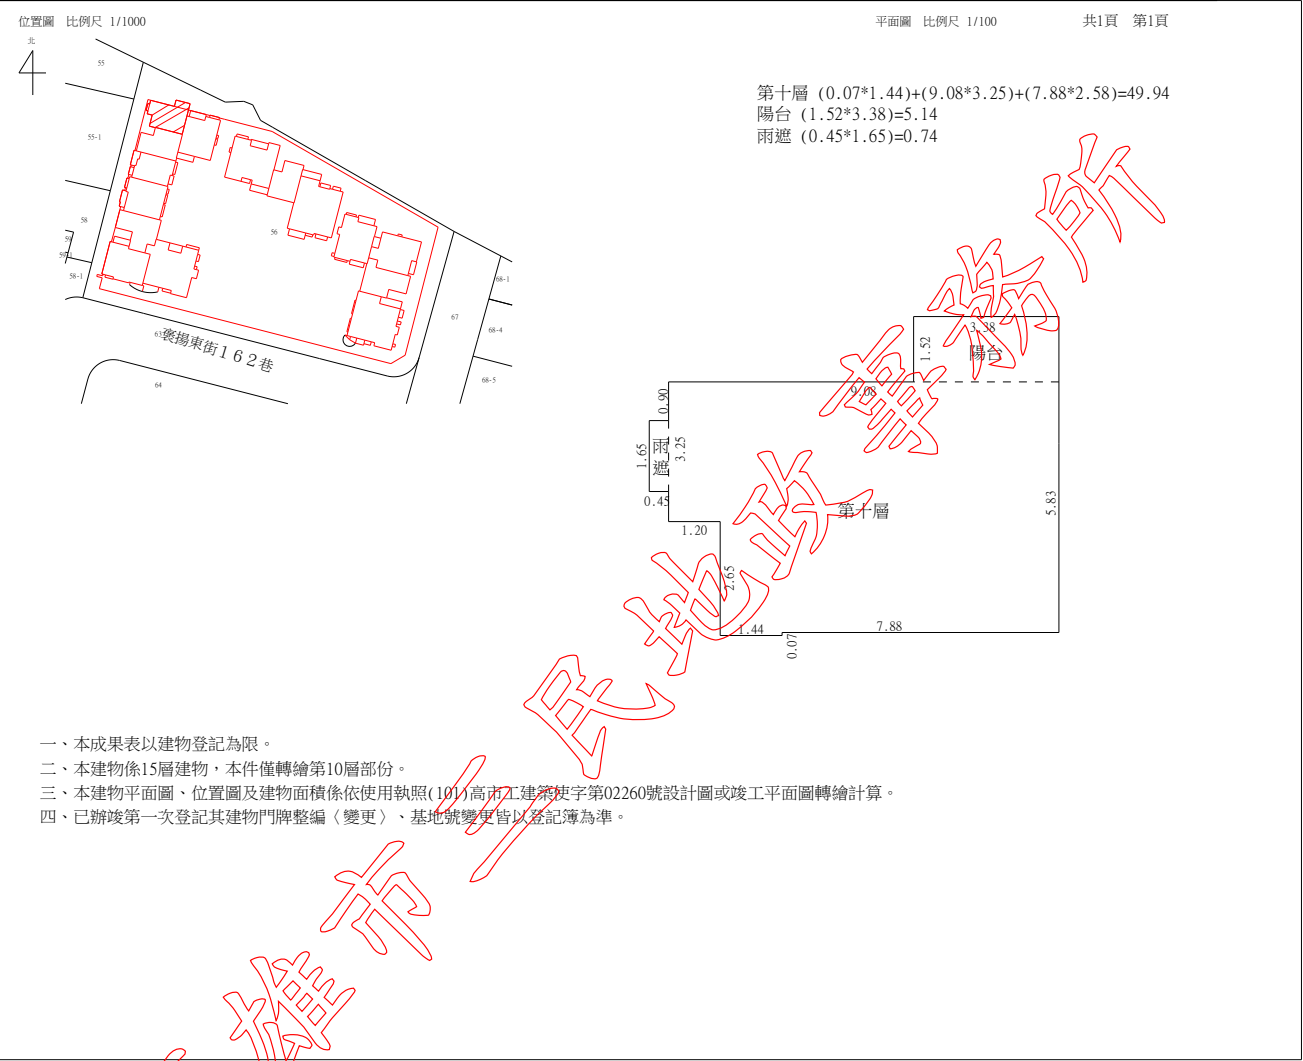 位置圖 比例尺 1/1000
平面圖 比例尺 1/100
共1頁 第1頁
北
第十層 (0.07*1.44)+(9.08*3.25)+(7.88*2.58)=49.94
陽台 (1.52*3.38)=5.14
雨遮 (0.45*1.65)=0.74
55
55-1
58
59
58-1
56
63
64
67
68-1
68-4
68-5
褒揚東街162巷
3.38
1.52
陽台
9.08
0.90
1.65
雨遮
3.25
0.45
1.20
第十層
5.83
2.65
1.44
0.07
7.88
一、本成果表以建物登記為限。
二、本建物係15層建物，本件僅轉繪第10層部份。
三、本建物平面圖、位置圖及建物面積係依使用執照(101)高市工建築使字第02260號設計圖或竣工平面圖轉繪計算。
四、已辦竣第一次登記其建物門牌整編〈變更〉、基地號變更皆以登記簿為準。
雄市三民地政事務所